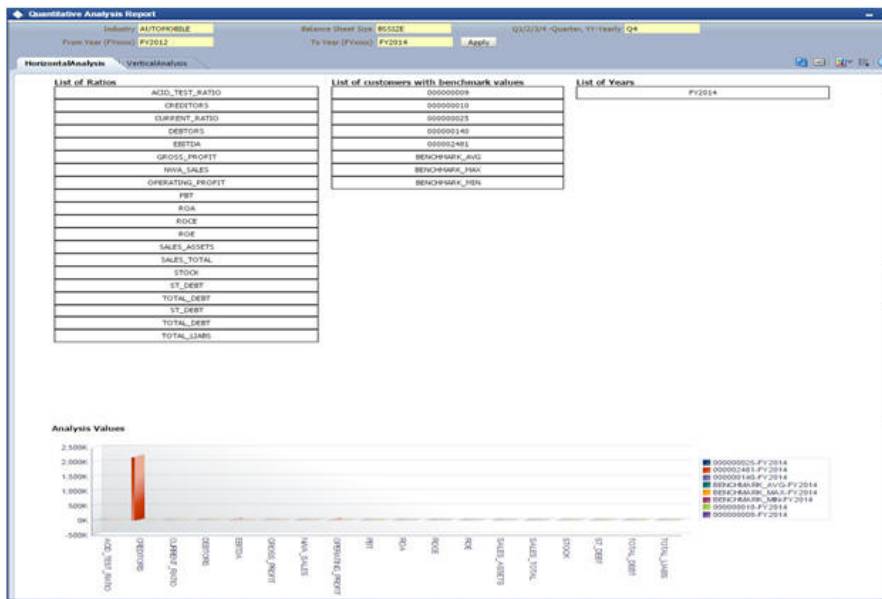 Quantitative Analysis Report
Industry AUTOMOBILE Balance Sheet Size BSSIZE Q1/2/3/4 -Quarter, Yr-Yearly Q4
From Year (FYxxxx) FY2012 To Year (FYxxxx) FY2014 Apply
HorizontalAnalysis VerticalAnalysis
List of Ratios List of customers with benchmark values List of Years
ACID_TEST_RATIO 000000009 FY2014
CREDITORS 000000010
CURRENT_RATIO 000000025
DEBTORS 000000140
EBITDA 000002481
GROSS_PROFIT BENCHMARK_AVG
NWA_SALES BENCHMARK_MAX
OPERATING_PROFIT BENCHMARK_MIN
PBT
ROA
ROCE
ROE
SALES_ASSETS
SALES_TOTAL
STOCK
ST_DEBT
TOTAL_DEBT
ST_DEBT
TOTAL_DEBT
TOTAL_LIABS
Analysis Values
2,500K
2,000K
1,500K
1,000K
500K
0K
-500K
ACID_TEST_RATIO CREDITORS CURRENT_RATIO DEBTORS EBITDA GROSS_PROFIT NWA_SALES OPERATING_PROFIT PBT ROA ROCE ROE SALES_ASSETS SALES_TOTAL STOCK ST_DEBT TOTAL_DEBT TOTAL_LIABS
000000025-FY2014
000002481-FY2014
000000140-FY2014
BENCHMARK_AVG-FY2014
BENCHMARK_MAX-FY2014
BENCHMARK_MIN-FY2014
000000010-FY2014
000000009-FY2014